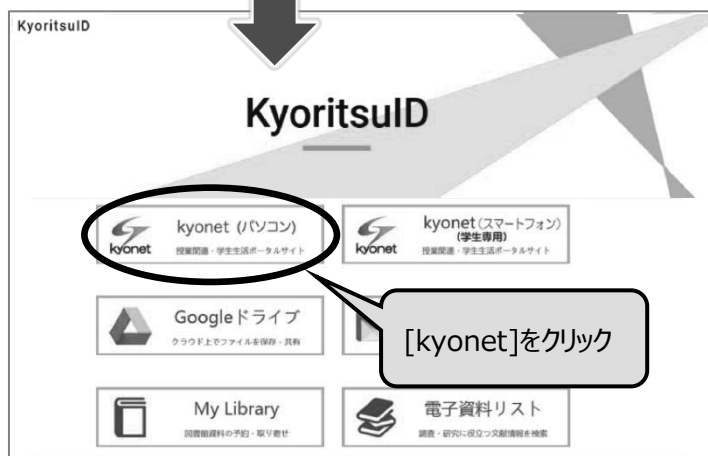 KyoritsuID
KyoritsuID
kyonet
kyonet (パソコン)
授業関連・学生生活ポータルサイト
kyonet
kyonet(スマートフォン)
(学生専用)
授業関連・学生生活ポータルサイト
Googleドライブ
クラウド上でファイルを保存・共有
[kyonet]をクリック
My Library
図書館資料の予約・取り寄せ
電子資料リスト
調査・研究に役立つ文献情報を検索